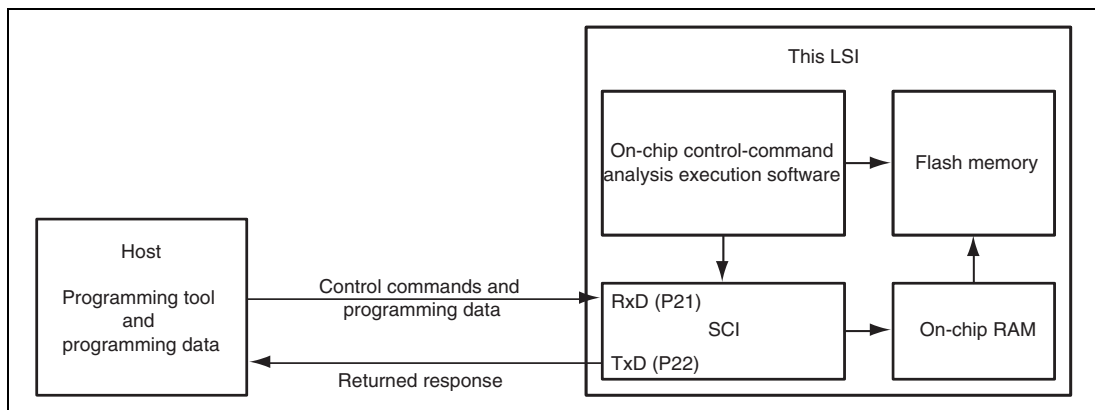 This LSI
On-chip control-command
analysis execution software
Flash memory
Host
Programming tool
and
programming data
Control commands and
programming data
Returned response
RxD (P21)
SCI
TxD (P22)
On-chip RAM